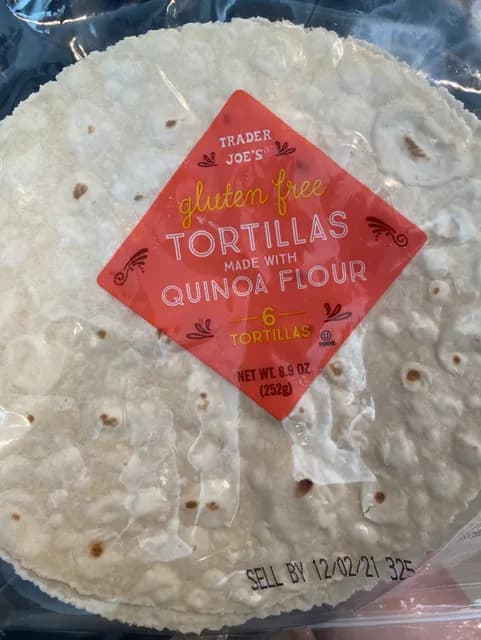 TRADER
JOE'S
gluten free
TORTILLAS
MADE WITH
QUINOA FLOUR
6
TORTILLAS
U
NET WT. 8.9 OZ.
(252g)
SELL BY 12/02/21 325